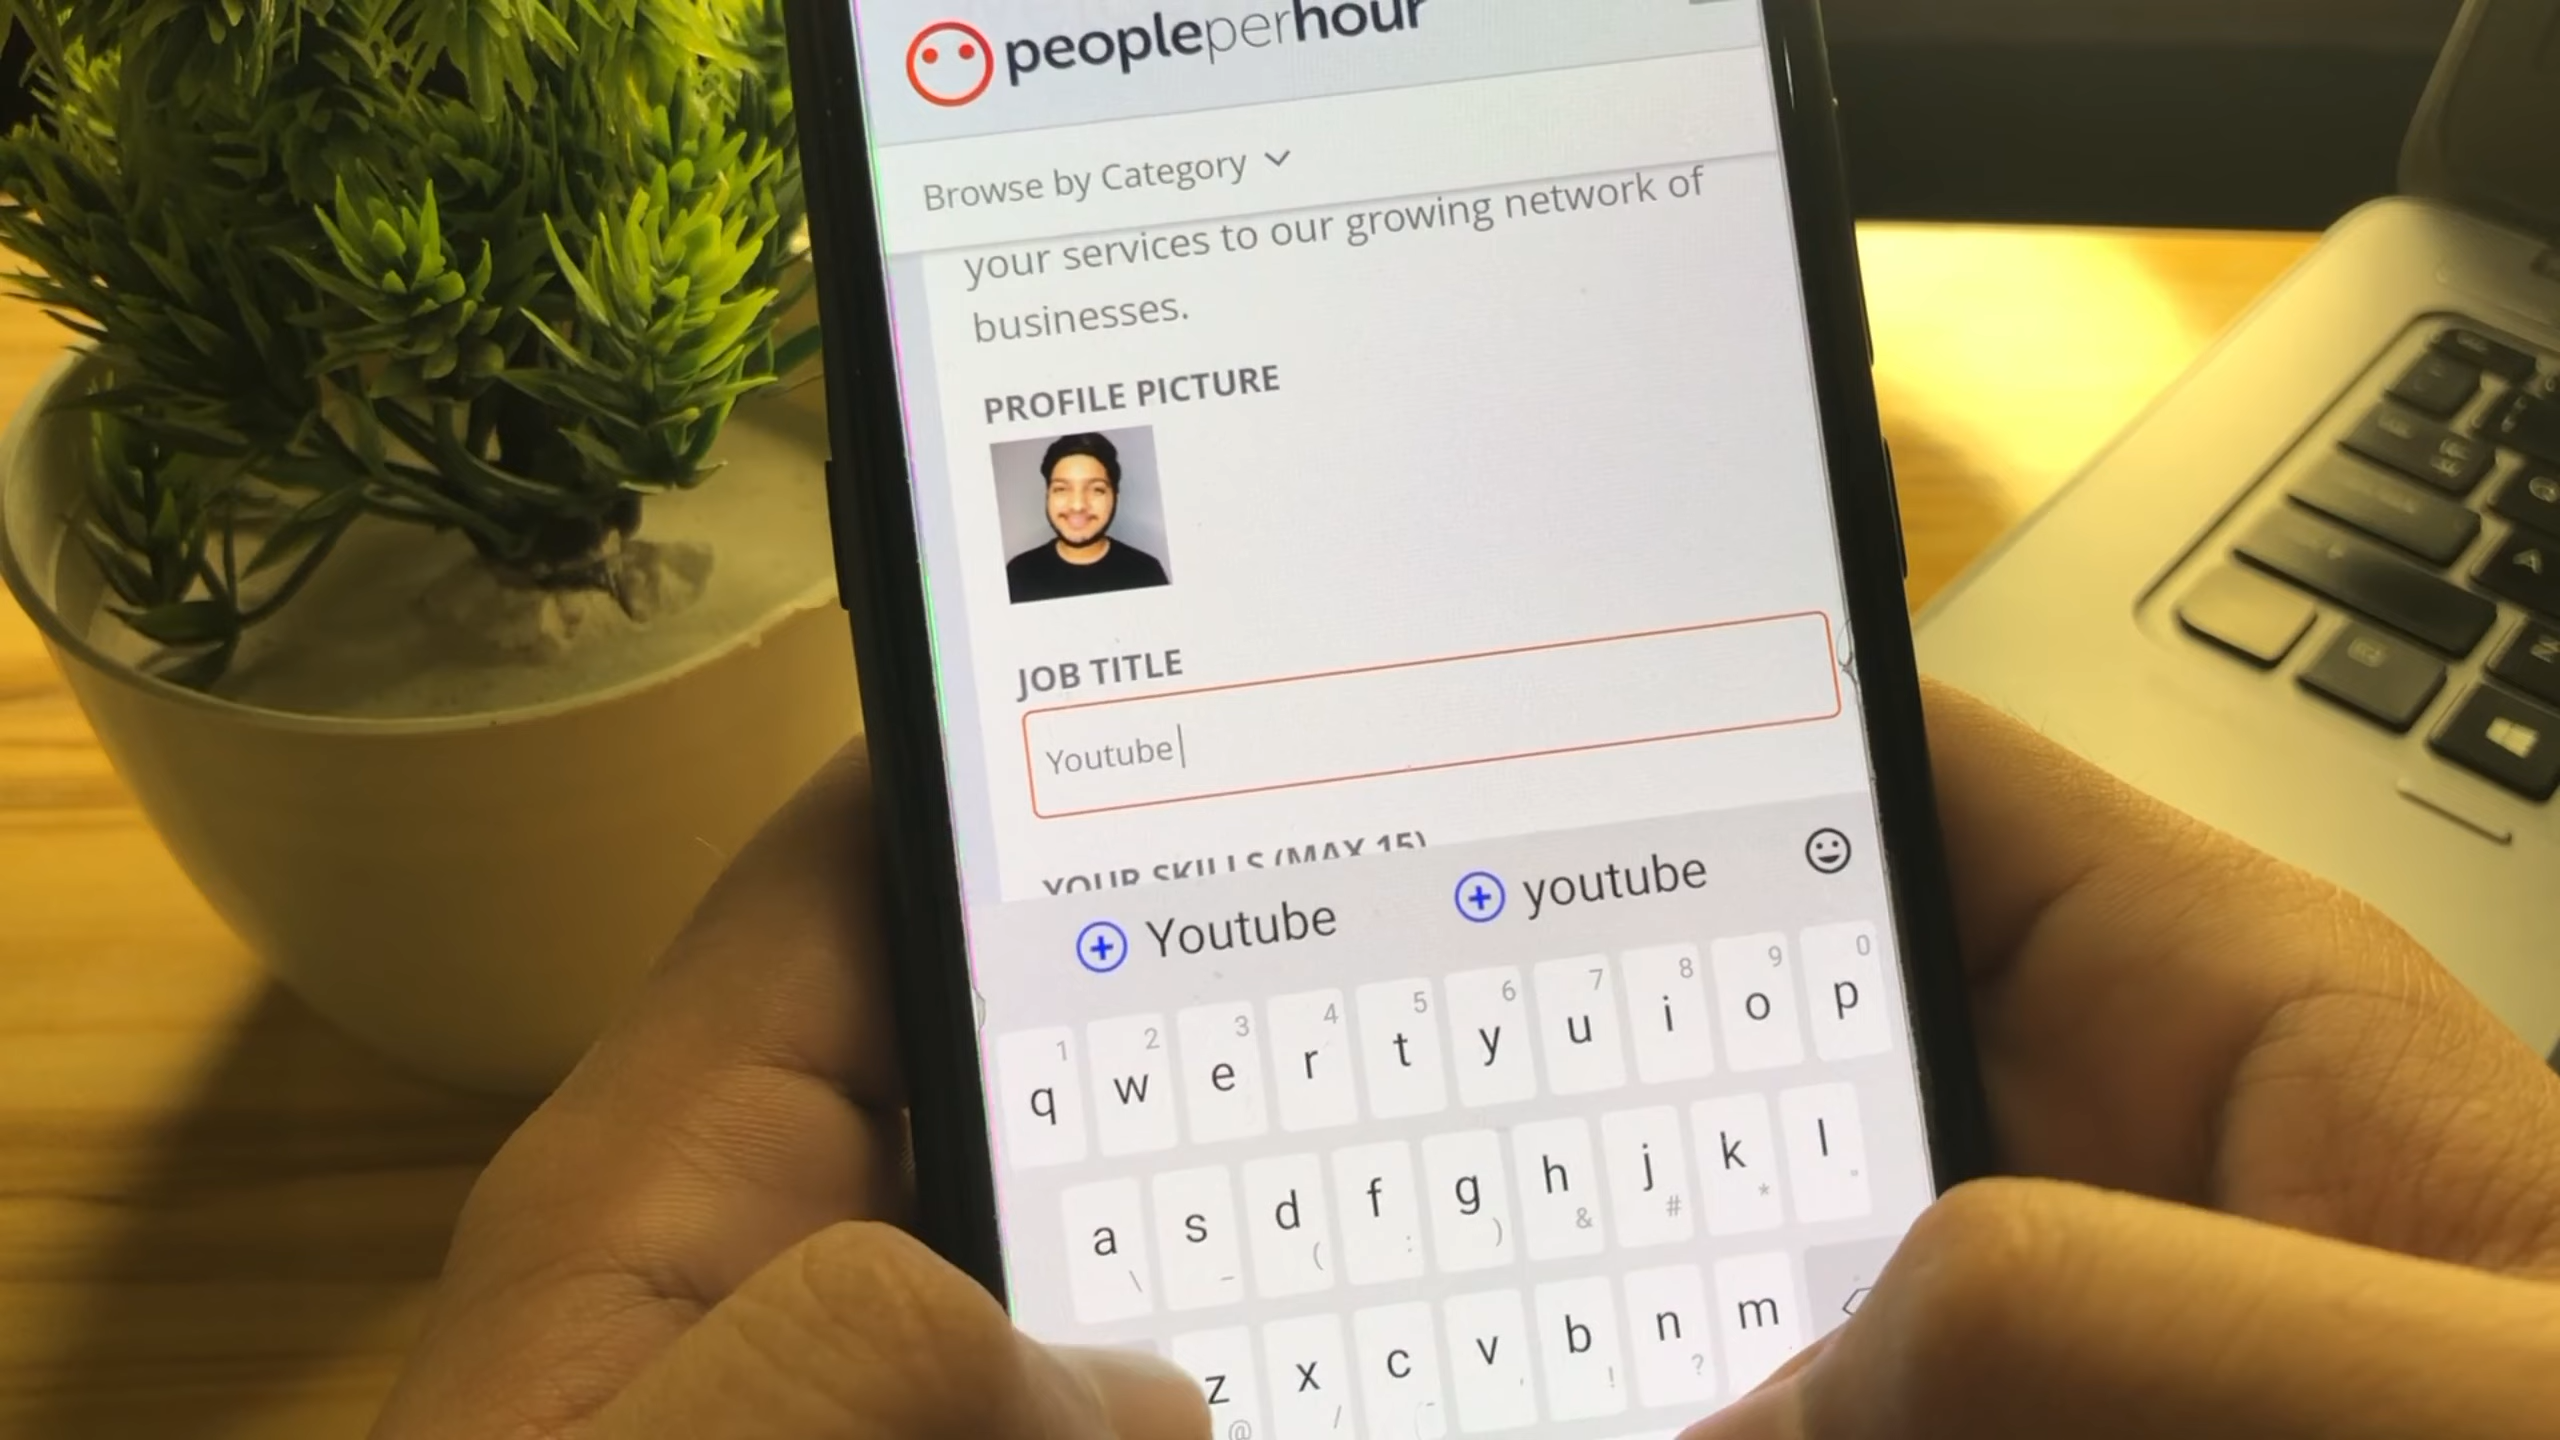 peopleperhour
Browse by Category
your services to our growing network of
businesses.
PROFILE PICTURE
JOB TITLE
Youtube
YOUR SKILLS (MAX 15)
Youtube youtube
1 2 3 4 5 6 7 8 9 0
q w e r t y u i o p
a s d f g h j k l
\ _ ( : ) & # *
z x c v b n m
@ / ! ?